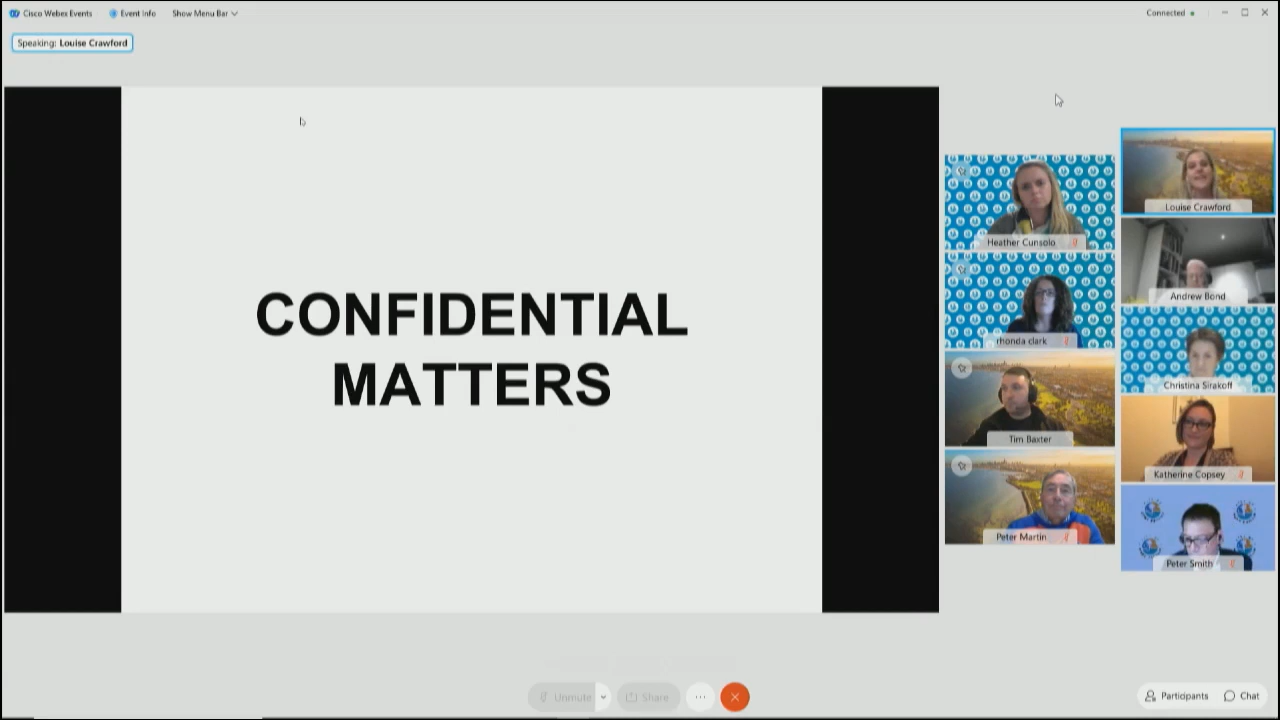 Cisco Webex Events Event Info Show Menu Bar Connected
Speaking: Louise Crawford
CONFIDENTIAL
MATTERS
Louise Crawford
Heather Cunsolo
Andrew Bond
rhonda clark
Christina Sirakoff
Tim Baxter
Katherine Copsey
Peter Martin
Peter Smith
Unmute Share Participants Chat